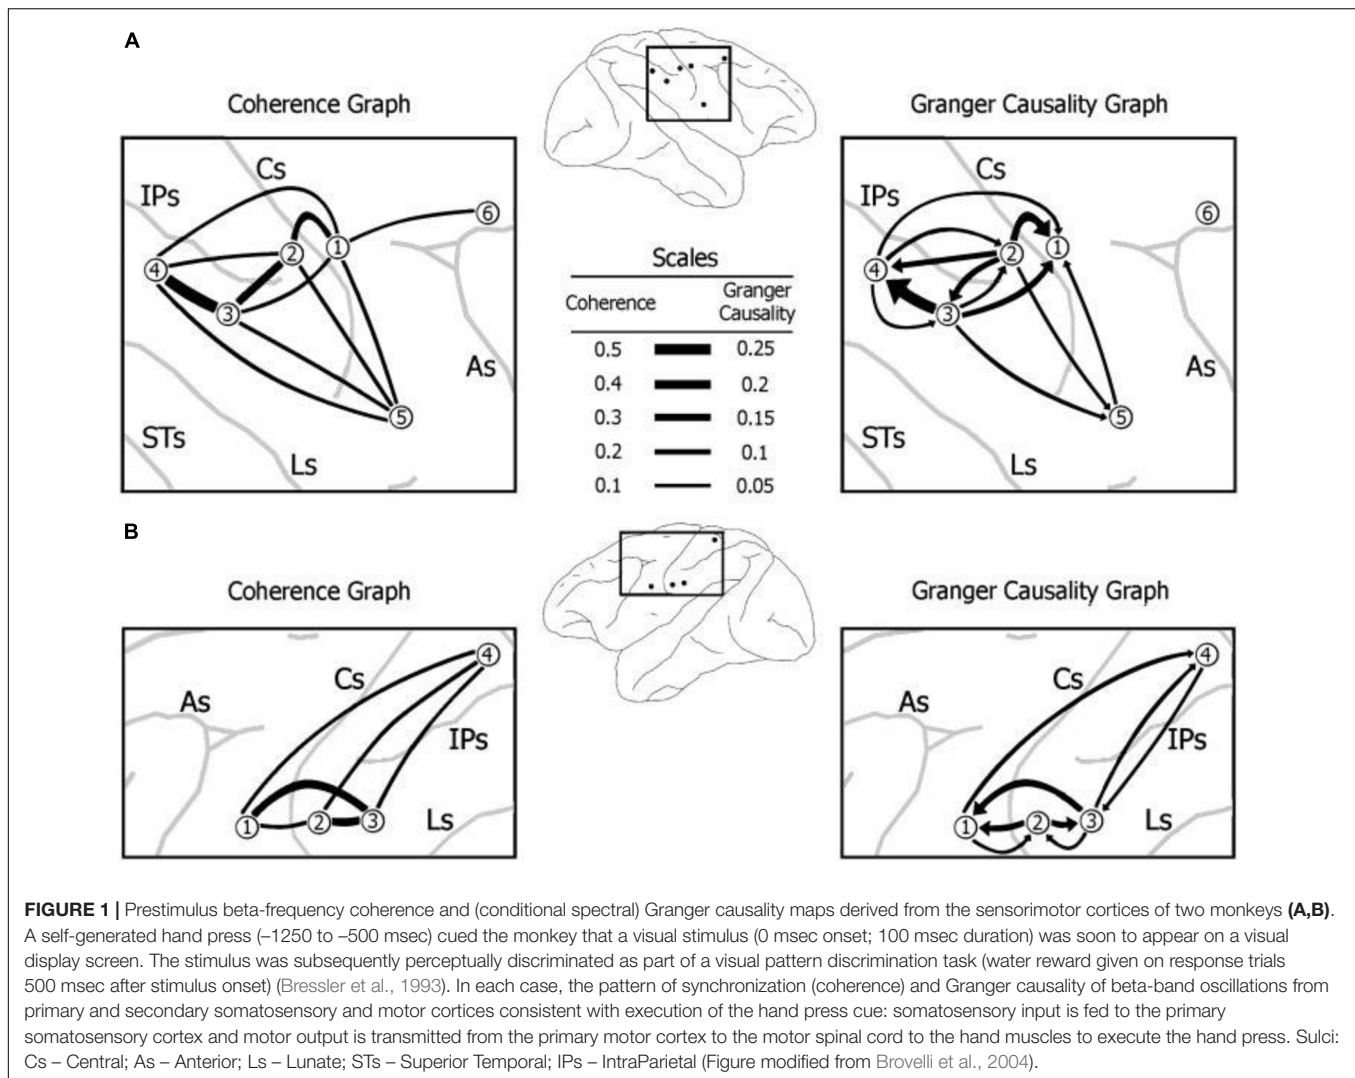 A
Coherence Graph
Granger Causality Graph
Cs
IPs
6
2
1
4
3
5
As
STs
Ls
Scales
Coherence
Granger
Causality
0.5 0.25
0.4 0.2
0.3 0.15
0.2 0.1
0.1 0.05
Cs
IPs
6
2
1
4
3
5
As
STs
Ls
B
Coherence Graph
Granger Causality Graph
4
Cs
As
IPs
1
2
3
Ls
4
Cs
As
IPs
1
2
3
Ls
FIGURE 1 | Prestimulus beta-frequency coherence and (conditional spectral) Granger causality maps derived from the sensorimotor cortices of two monkeys (A,B).
A self-generated hand press (–1250 to –500 msec) cued the monkey that a visual stimulus (0 msec onset; 100 msec duration) was soon to appear on a visual
display screen. The stimulus was subsequently perceptually discriminated as part of a visual pattern discrimination task (water reward given on response trials
500 msec after stimulus onset) (Bressler et al., 1993). In each case, the pattern of synchronization (coherence) and Granger causality of beta-band oscillations from
primary and secondary somatosensory and motor cortices consistent with execution of the hand press cue: somatosensory input is fed to the primary
somatosensory cortex and motor output is transmitted from the primary motor cortex to the motor spinal cord to the hand muscles to execute the hand press. Sulci:
Cs – Central; As – Anterior; Ls – Lunate; STs – Superior Temporal; IPs – IntraParietal (Figure modified from Brovelli et al., 2004).